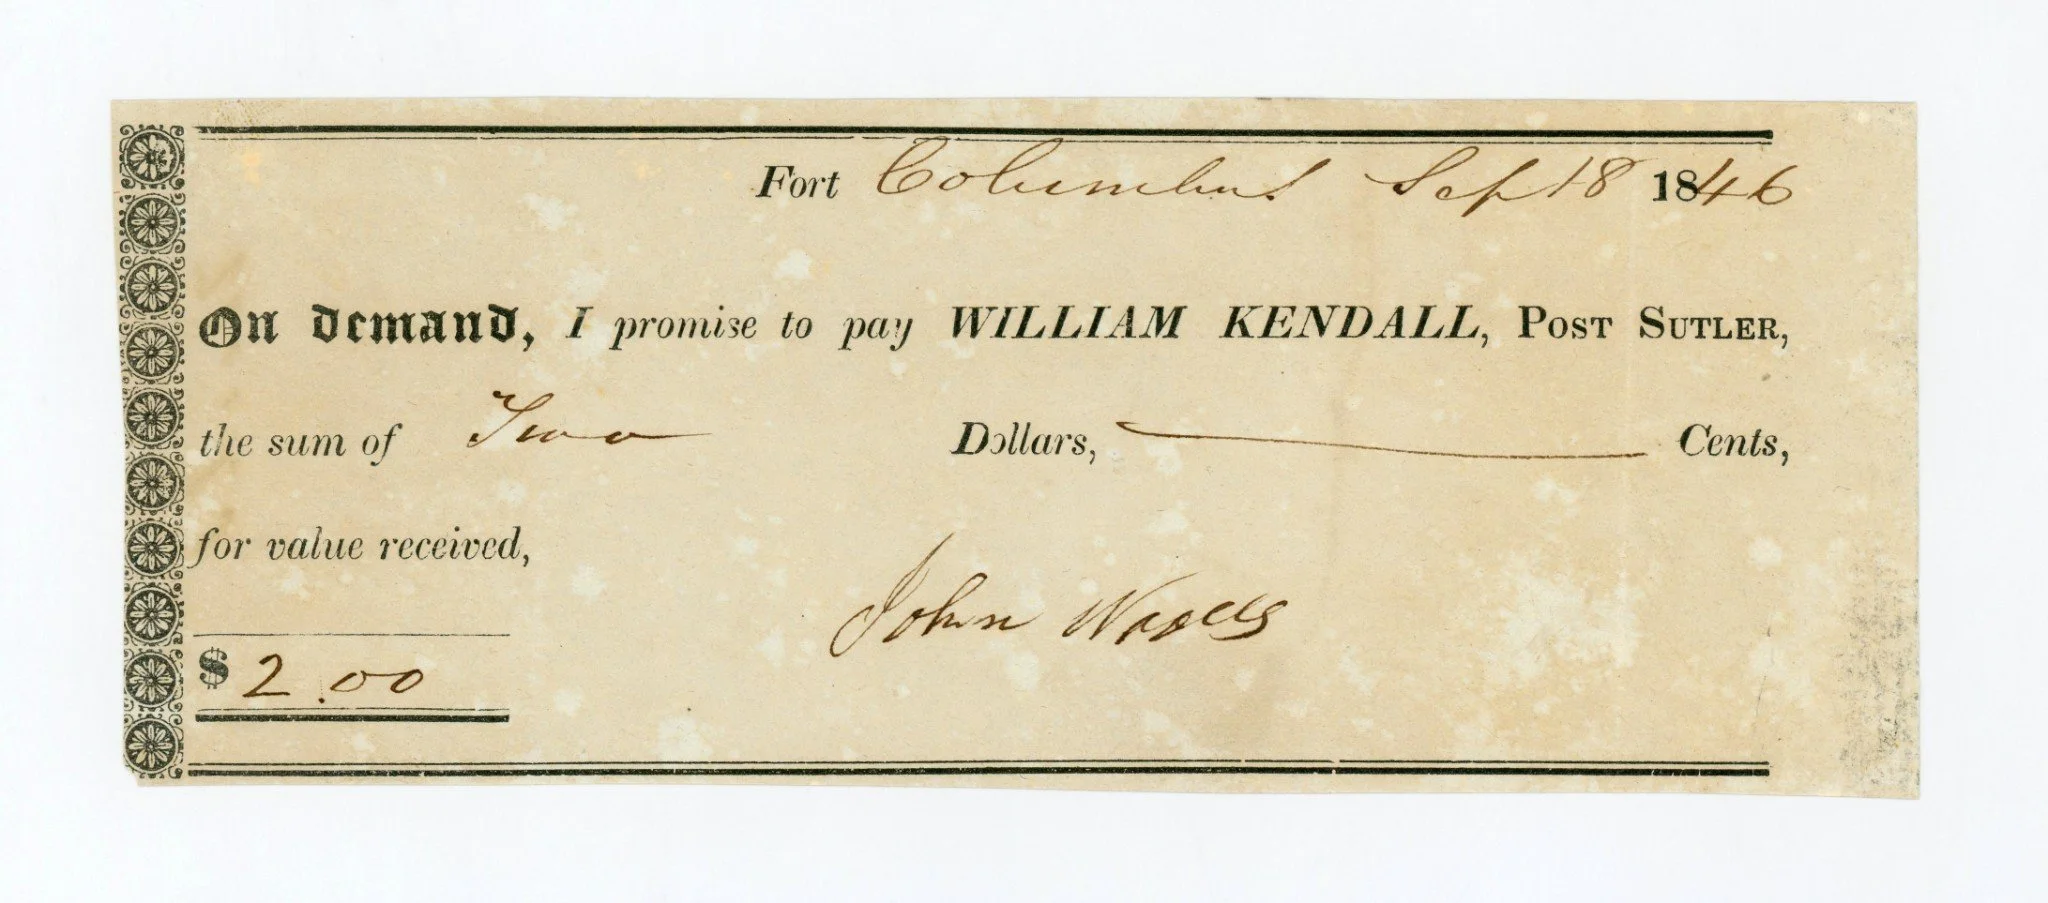 Fort Columbus Sep 18 1846
On demand, I promise to pay WILLIAM KENDALL, POST SUTLER,
the sum of Two Dollars, Cents,
for value received,
John
$ 2.00